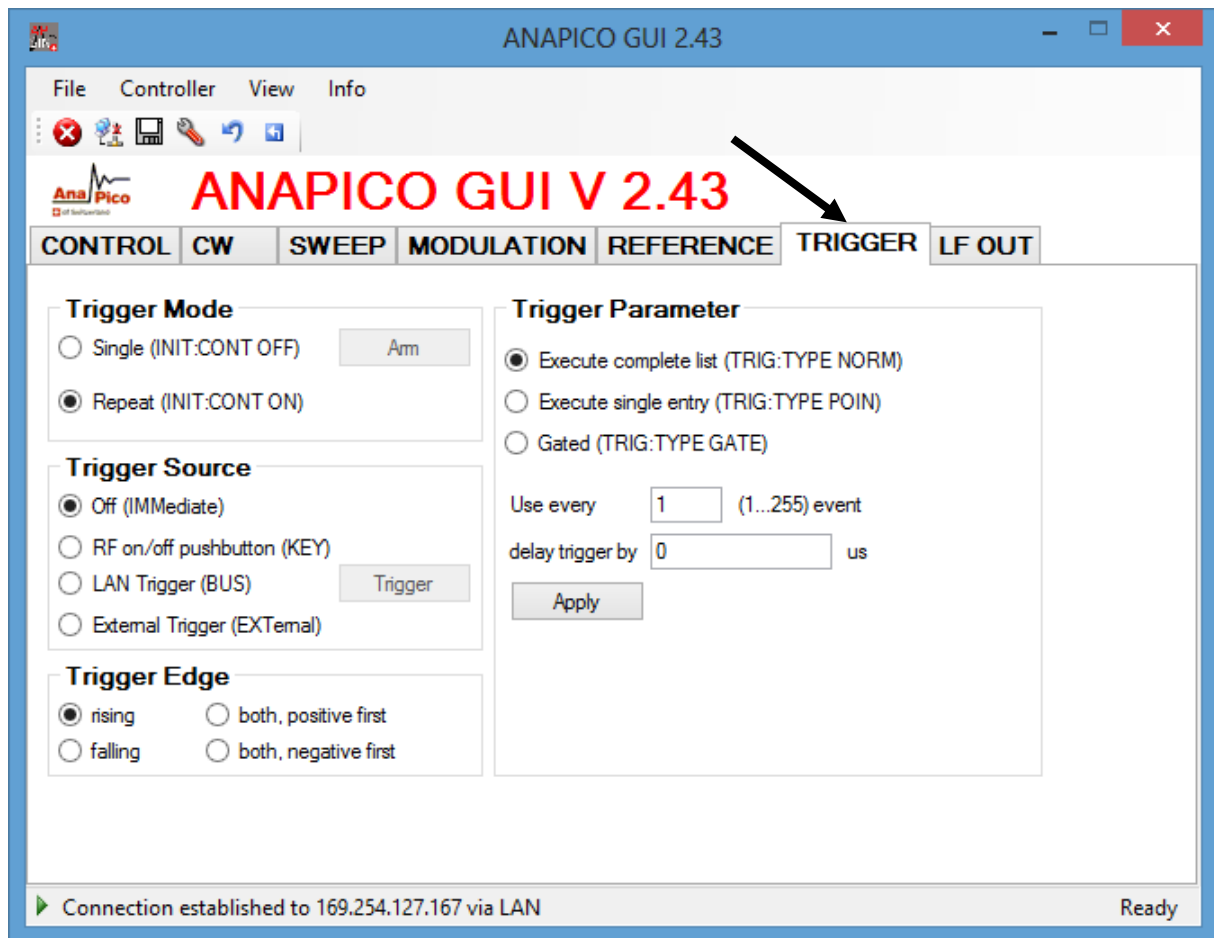 ANAPICO GUI 2.43
File Controller View Info
Ana Pico
of Switzerland
ANAPICO GUI V 2.43
CONTROL CW SWEEP MODULATION REFERENCE TRIGGER LF OUT
Trigger Mode
Single (INIT:CONT OFF) Arm
Repeat (INIT:CONT ON)
Trigger Source
Off (IMMediate)
RF on/off pushbutton (KEY)
LAN Trigger (BUS) Trigger
External Trigger (EXTernal)
Trigger Edge
rising both, positive first
falling both, negative first
Trigger Parameter
Execute complete list (TRIG:TYPE NORM)
Execute single entry (TRIG:TYPE POIN)
Gated (TRIG:TYPE GATE)
Use every 1 (1...255) event
delay trigger by 0 us
Apply
Connection established to 169.254.127.167 via LAN Ready